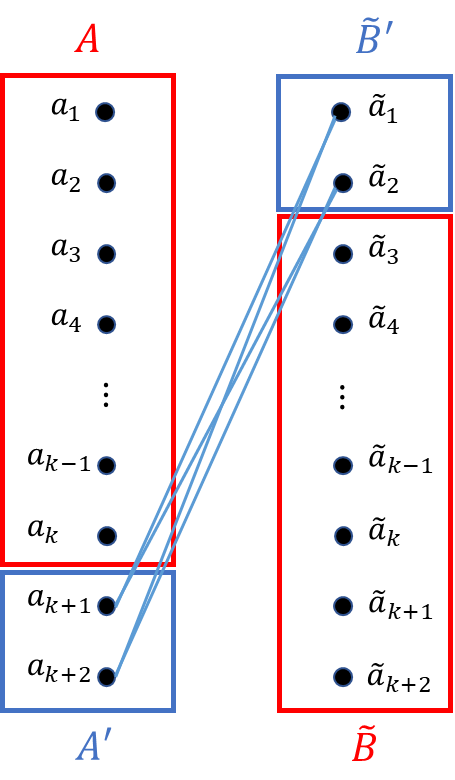 A B̃′
a₁ ã₁
a₂ ã₂
a₃ ã₃
a₄ ã₄
⋮ ⋮
aₖ₋₁ ãₖ₋₁
aₖ ãₖ
aₖ₊₁ ãₖ₊₁
aₖ₊₂ ãₖ₊₂
A′ B̃